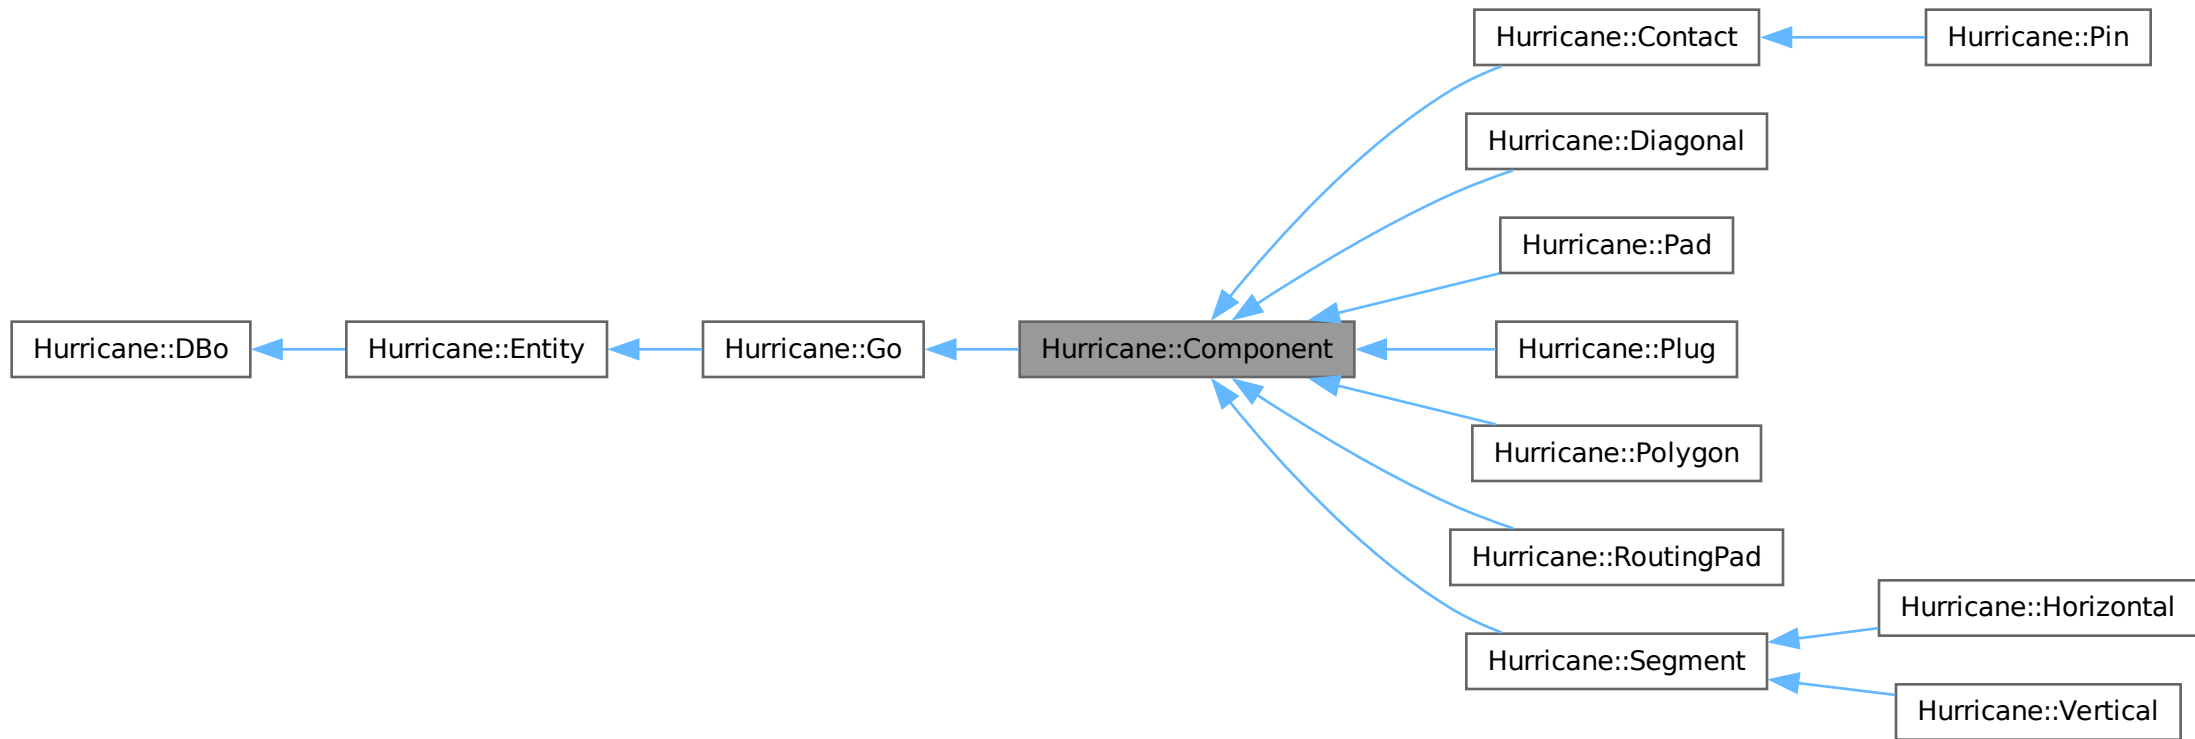 Hurricane::Contact
Hurricane::Pin
Hurricane::Diagonal
Hurricane::Pad
Hurricane::DBo
Hurricane::Entity
Hurricane::Go
Hurricane::Component
Hurricane::Plug
Hurricane::Polygon
Hurricane::RoutingPad
Hurricane::Horizontal
Hurricane::Segment
Hurricane::Vertical